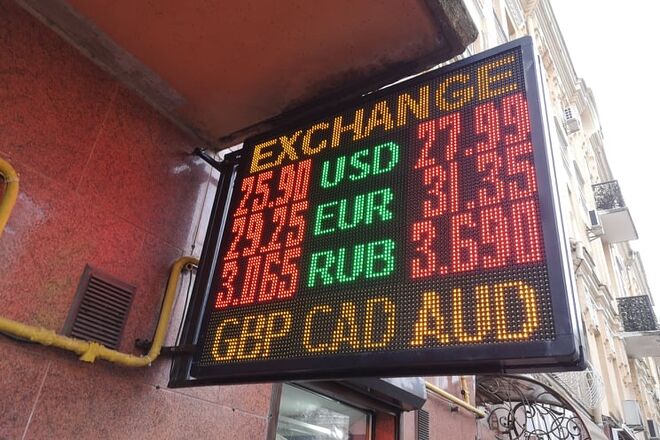 EXCHANGE
25.90 USD 27.99
29.25 EUR 31.35
3.065 RUB 3.690
GBP CAD AUD